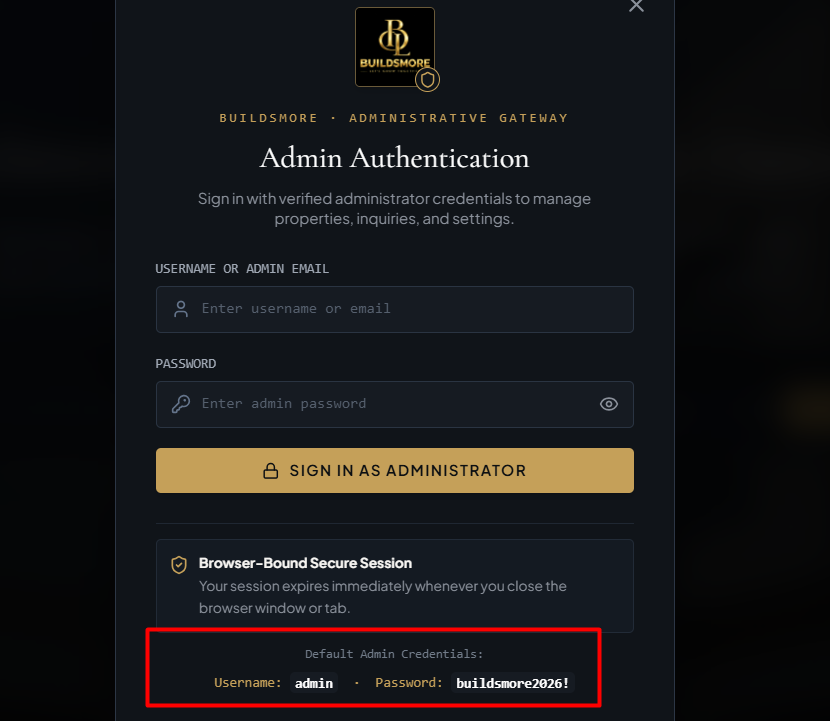 BL
BUILDSMORE
BUILDSMORE · ADMINISTRATIVE GATEWAY
Admin Authentication
Sign in with verified administrator credentials to manage
properties, inquiries, and settings.
USERNAME OR ADMIN EMAIL
Enter username or email
PASSWORD
Enter admin password
SIGN IN AS ADMINISTRATOR
Browser-Bound Secure Session
Your session expires immediately whenever you close the
browser window or tab.
Default Admin Credentials:
Username: admin · Password: buildsmore2026!